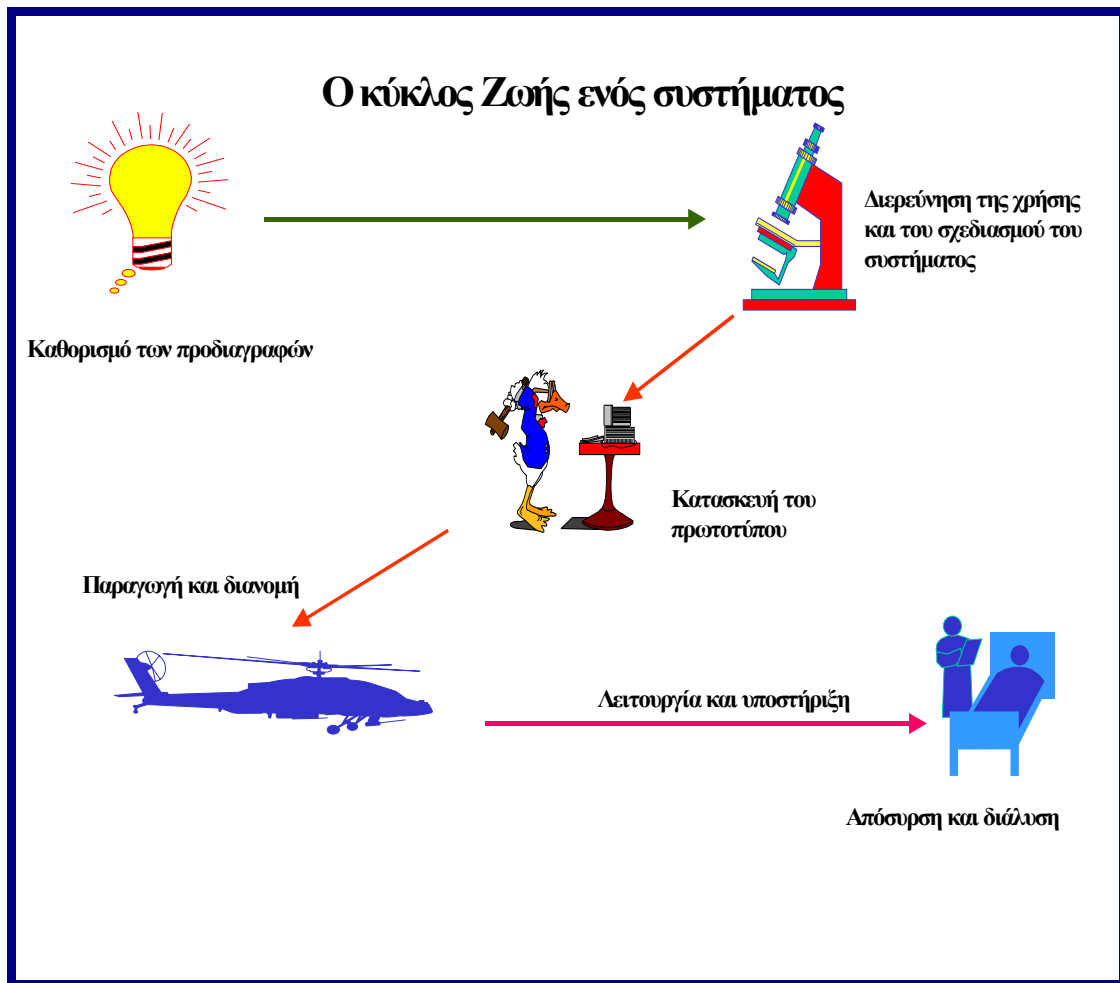 Ο κύκλος Ζωής ενός συστήματος
Διερεύνηση της χρήσης
και του σχεδιασμού του
συστήματος
Καθορισμό των προδιαγραφών
Κατασκευή του
πρωτοτύπου
Παραγωγή και διανομή
Λειτουργία και υποστήριξη
Απόσυρση και διάλυση